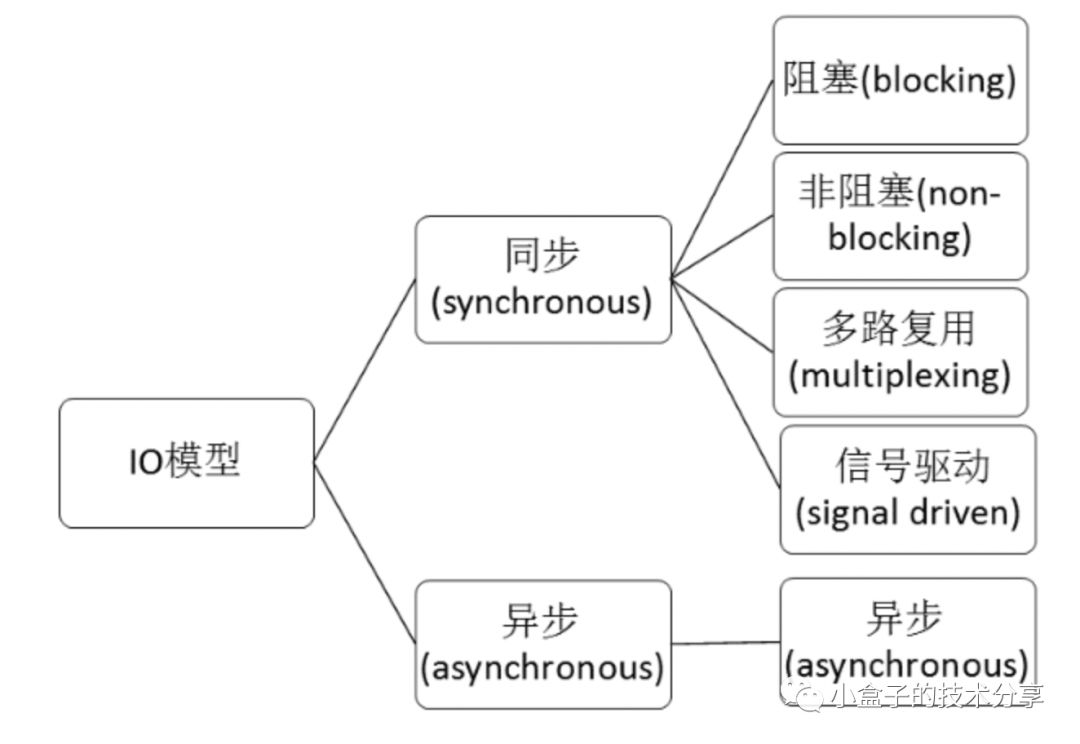 阻塞(blocking)
非阻塞(non-
blocking)
同步
(synchronous)
多路复用
(multiplexing)
IO模型
信号驱动
(signal driven)
异步
(asynchronous)
异步
(asynchronous)
小盒子的技术分享